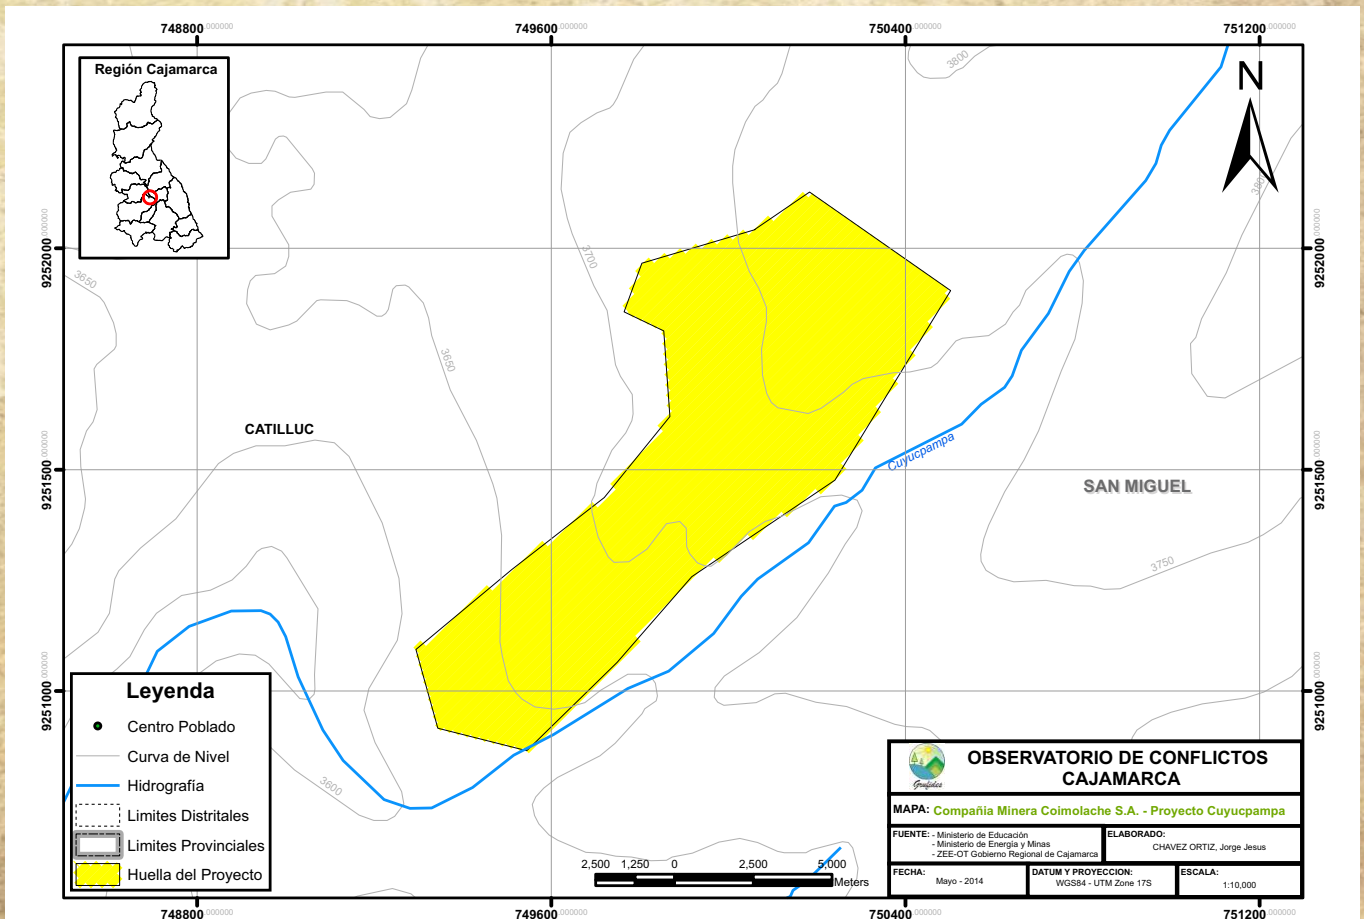 748800.000000 749600.000000 750400.000000 751200.000000
Región Cajamarca
N
3800
3800
3700
3650
3650
9252000.000000
9252000.000000
CATILLUC
Cuyucpampa
9251500.000000
9251500.000000
SAN MIGUEL
3750
9251000.000000
9251000.000000
3600
Leyenda
Centro Poblado
Curva de Nivel
Hidrografía
Limites Distritales
Limites Provinciales
Huella del Proyecto
2,500 1,250 0 2,500 5,000
Meters
Grufides
OBSERVATORIO DE CONFLICTOS
CAJAMARCA
MAPA: Compañia Minera Coimolache S.A. - Proyecto Cuyucpampa
FUENTE: - Ministerio de Educación
- Ministerio de Energía y Minas
- ZEE-OT Gobierno Regional de Cajamarca
ELABORADO:
CHAVEZ ORTIZ, Jorge Jesus
FECHA:
Mayo - 2014
DATUM Y PROYECCION:
WGS84 - UTM Zone 17S
ESCALA:
1:10,000
748800.000000 749600.000000 750400.000000 751200.000000